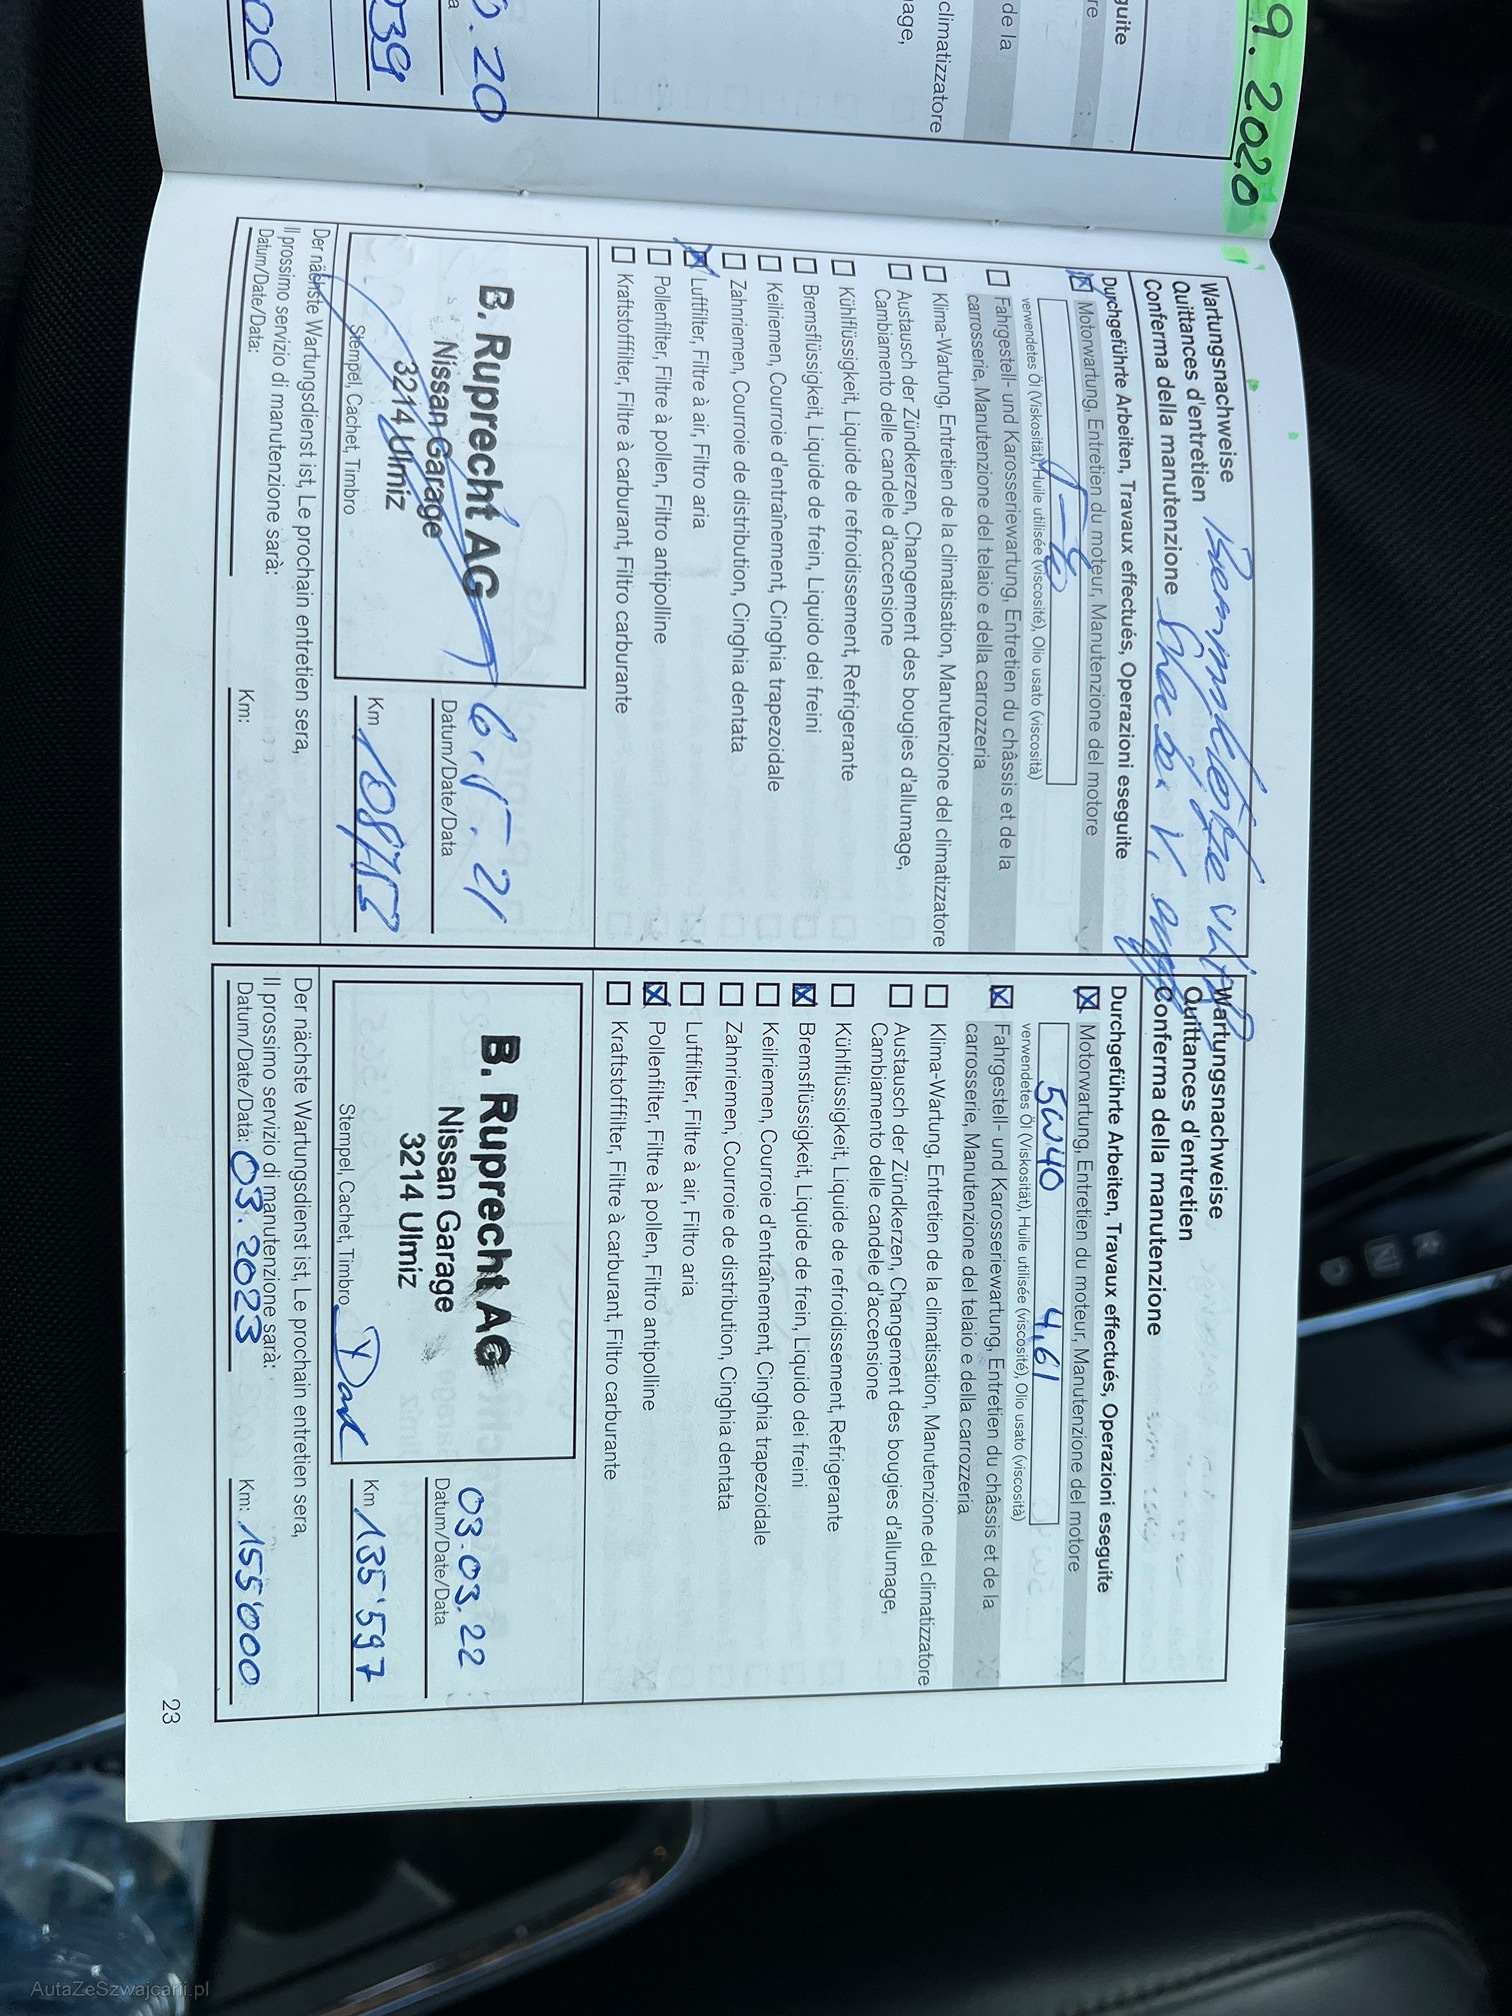 9. 2020
guite
re
de la
climatizzatore
lage,
0. 20
a
039
00
Wartungsnachweise
Quittances d'entretien
Conferma della manutenzione
Durchgeführte Arbeiten, Travaux effectués, Operazioni eseguite
Motorwartung, Entretien du moteur, Manutenzione del motore
verwendetes Öl (Viskosität), Huile utilisée (viscosité), Olio usato (viscosità)
Fahrgestell- und Karosseriewartung, Entretien du châssis et de la
carrosserie, Manutenzione del telaio e della carrozzeria
Klima-Wartung, Entretien de la climatisation, Manutenzione del climatizzatore
Austausch der Zündkerzen, Changement des bougies d'allumage,
Cambiamento delle candele d'accensione
Kühlflüssigkeit, Liquide de refroidissement, Refrigerante
Bremsflüssigkeit, Liquide de frein, Liquido dei freini
Keilriemen, Courroie d'entraînement, Cinghia trapezoidale
Zahnriemen, Courroie de distribution, Cinghia dentata
Luftfilter, Filtre à air, Filtro aria
Pollenfilter, Filtre à pollen, Filtro antipolline
Kraftstofffilter, Filtre à carburant, Filtro carburante
B. Ruprecht AG
Nissan Garage
3214 Ulmiz
Stempel, Cachet, Timbro
6. 5. 21
Datum/Date/Data
Km 108752
Der nächste Wartungsdienst ist, Le prochain entretien sera,
Il prossimo servizio di manutenzione sarà:
Datum/Date/Data:
Km:
Wartungsnachweise
Quittances d'entretien
Conferma della manutenzione
Durchgeführte Arbeiten, Travaux effectués, Operazioni eseguite
Motorwartung, Entretien du moteur, Manutenzione del motore
5W40 4,6l
verwendetes Öl (Viskosität), Huile utilisée (viscosité), Olio usato (viscosità)
Fahrgestell- und Karosseriewartung, Entretien du châssis et de la
carrosserie, Manutenzione del telaio e della carrozzeria
Klima-Wartung, Entretien de la climatisation, Manutenzione del climatizzatore
Austausch der Zündkerzen, Changement des bougies d'allumage,
Cambiamento delle candele d'accensione
Kühlflüssigkeit, Liquide de refroidissement, Refrigerante
Bremsflüssigkeit, Liquide de frein, Liquido dei freini
Keilriemen, Courroie d'entraînement, Cinghia trapezoidale
Zahnriemen, Courroie de distribution, Cinghia dentata
Luftfilter, Filtre à air, Filtro aria
Pollenfilter, Filtre à pollen, Filtro antipolline
Kraftstofffilter, Filtre à carburant, Filtro carburante
B. Ruprecht AG
Nissan Garage
3214 Ulmiz
Stempel, Cachet, Timbro
03.03.22
Datum/Date/Data
Km 135'597
Der nächste Wartungsdienst ist, Le prochain entretien sera,
Il prossimo servizio di manutenzione sarà:
Datum/Date/Data: 03.2023
Km: 155'000
23
AutaZeSzwajcarii.pl